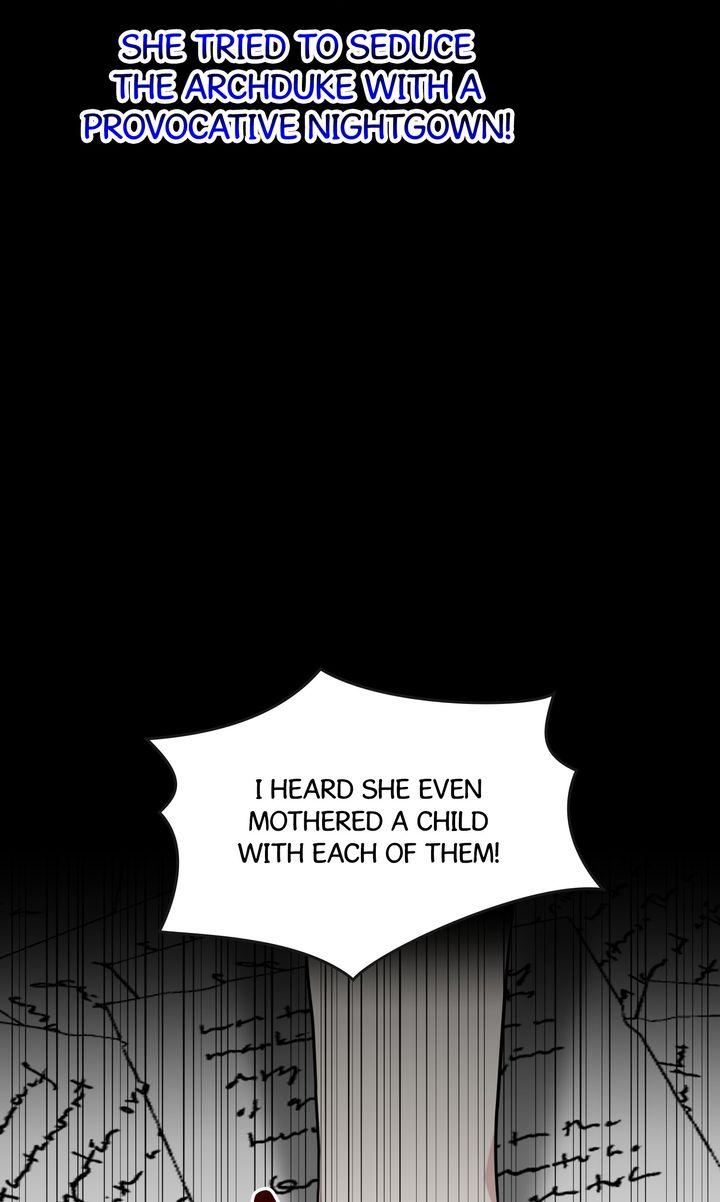 SHE TRIED TO SEDUCE
THE ARCHDUKE WITH A
PROVOCATIVE NIGHTGOWN!
I HEARD SHE EVEN
MOTHERED A CHILD
WITH EACH OF THEM!